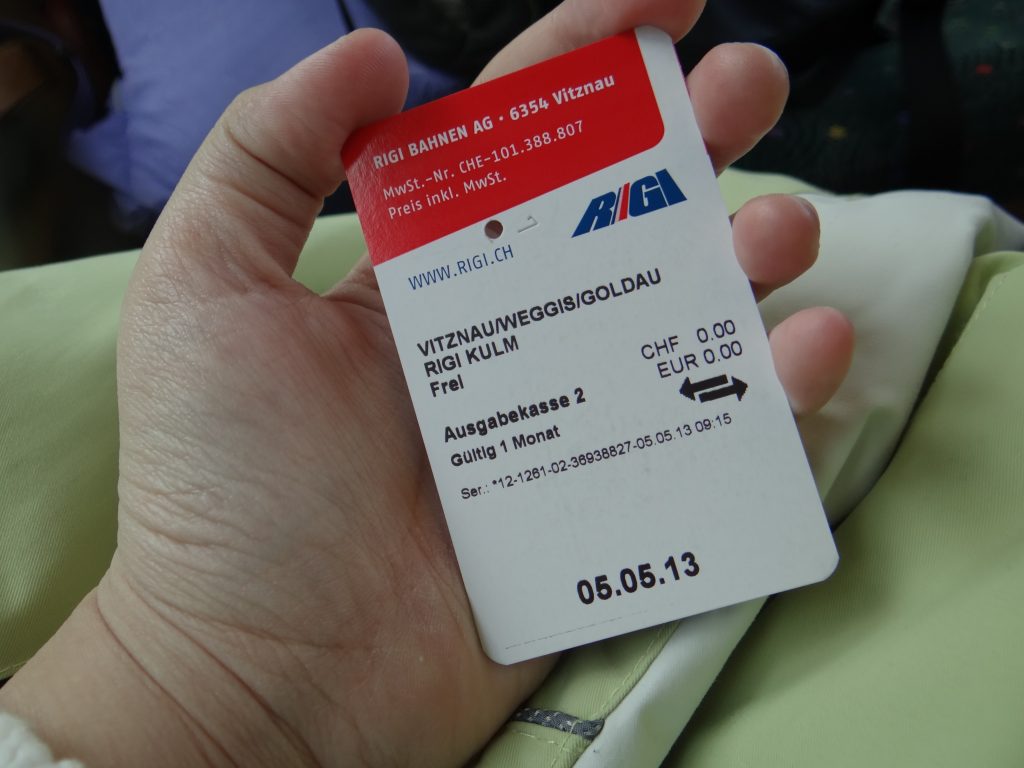 RIGI BAHNEN AG • 6354 Vitznau
MwSt.-Nr. CHE-101.388.807
Preis inkl. MwSt.
RIGI
WWW.RIGI.CH
VITZNAU/WEGGIS/GOLDAU
RIGI KULM
Frei
CHF 0.00
EUR 0.00
Ausgabekasse 2
Gültig 1 Monat
Ser.: *12-1261-02-36938827-05.05.13 09:15
05.05.13